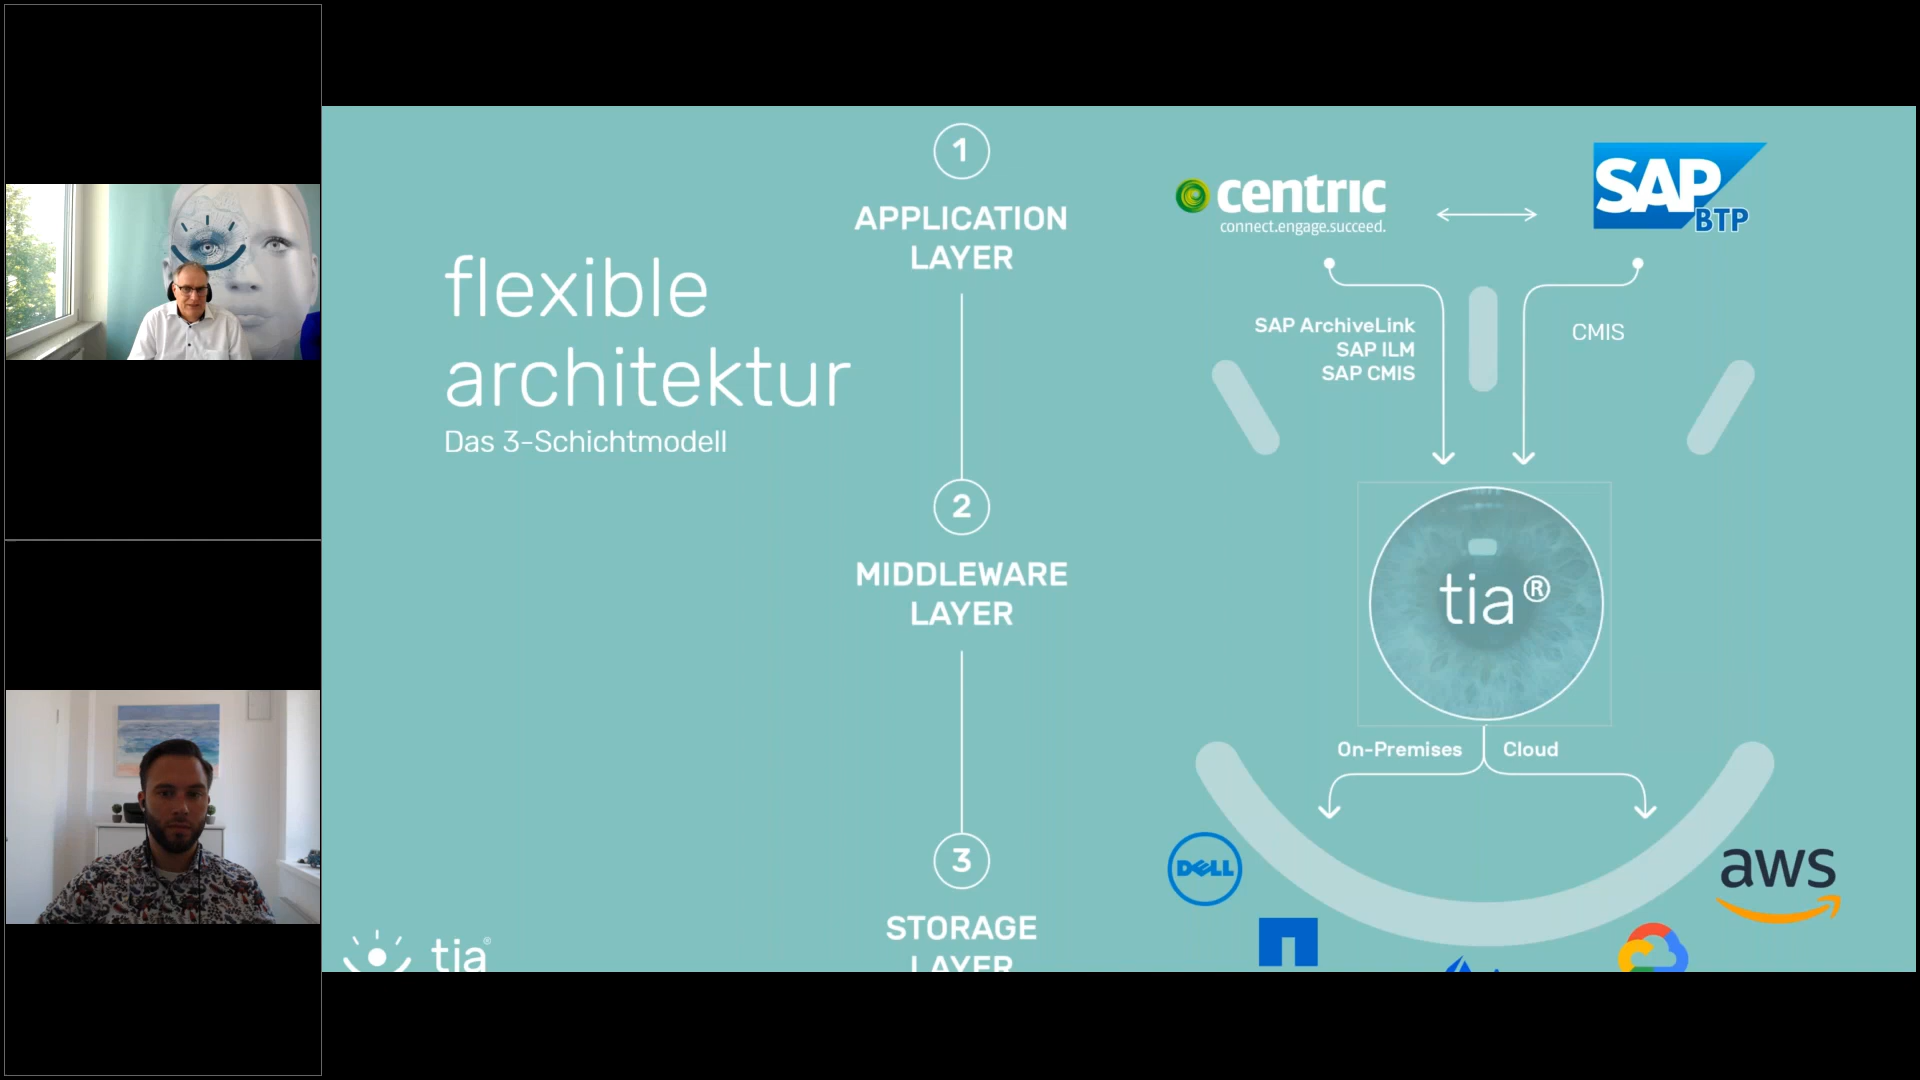 flexible
architektur
Das 3-Schichtmodell
1
APPLICATION
LAYER
2
MIDDLEWARE
LAYER
3
STORAGE
LAYER
centric
connect.engage.succeed.
SAP
BTP
SAP ArchiveLink
SAP ILM
SAP CMIS
CMIS
tia®
On-Premises
Cloud
DELL
aws
tia®